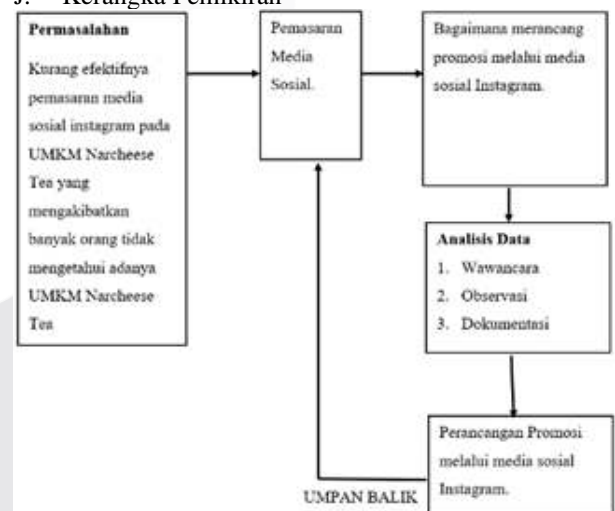 J. Kerangka Pemikiran
Permasalahan
Kurang efektifnya
pemasaran media
sosial instagram pada
UMKM Narcheese
Tea yang
mengakibatkan
banyak orang tidak
mengetahui adanya
UMKM Narcheese
Tea
Pemasaran
Media
Sosial.
Bagaimana merancang
promosi melalui media
sosial Instagram.
Analisis Data
1. Wawancara
2. Observasi
3. Dokumentasi
Perancangan Promosi
melalui media sosial
Instagram.
UMPAN BALIK